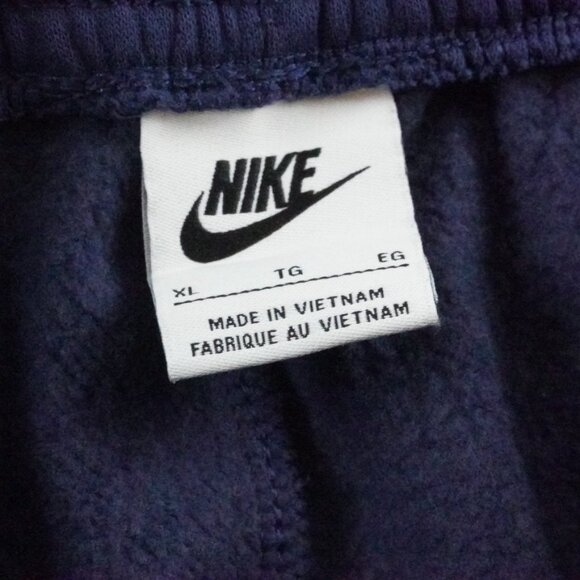 NIKE
XL TG EG
MADE IN VIETNAM
FABRIQUE AU VIETNAM